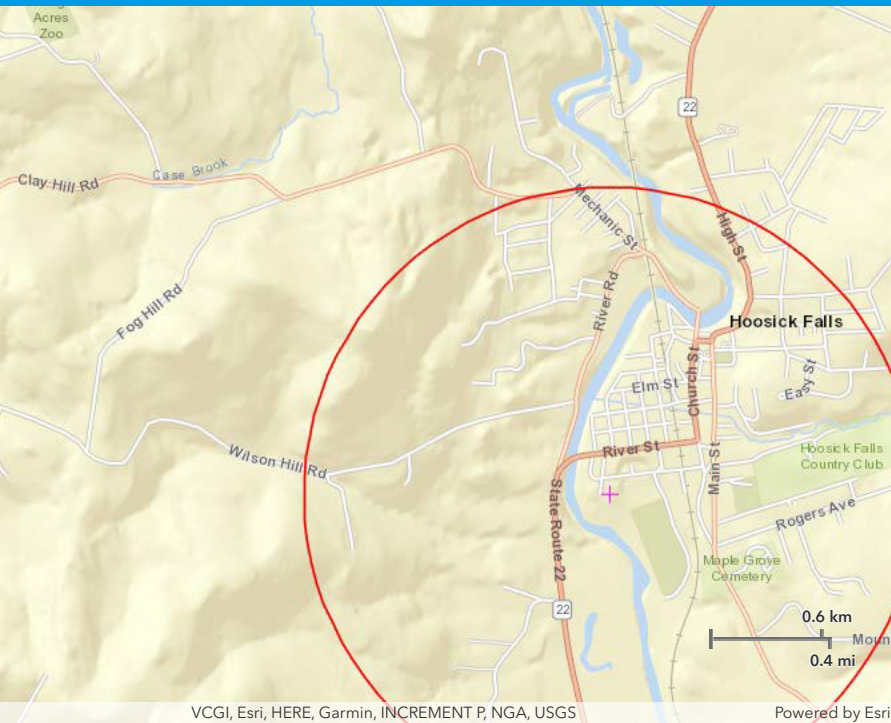 Acres
Zoo
22
Clay Hill Rd
Case Brook
Mechanic St
High St
Fog Hill Rd
River Rd
Hoosick Falls
Elm St
Church St
Easy St
River St
Main St
Hoosick Falls
Country Club
Wilson Hill Rd
State Route 22
Rogers Ave
Maple Grove
Cemetery
22
0.6 km
Moun
0.4 mi
VCGI, Esri, HERE, Garmin, INCREMENT P, NGA, USGS
Powered by Esri